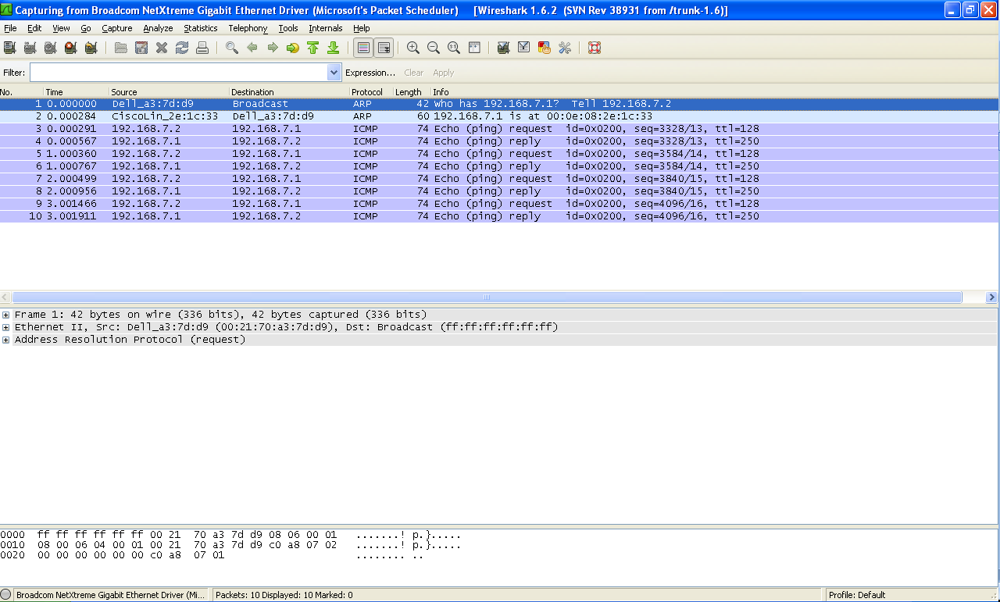 Capturing from Broadcom NetXtreme Gigabit Ethernet Driver (Microsoft's Packet Scheduler)   [Wireshark 1.6.2 (SVN Rev 38931 from /trunk-1.6)]
File Edit View Go Capture Analyze Statistics Telephony Tools Internals Help
Filter: Expression... Clear Apply
No. Time Source Destination Protocol Length Info
1 0.000000 Dell_a3:7d:d9 Broadcast ARP 42 Who has 192.168.7.1?  Tell 192.168.7.2
2 0.000284 CiscoLin_2e:1c:33 Dell_a3:7d:d9 ARP 60 192.168.7.1 is at 00:0e:08:2e:1c:33
3 0.000291 192.168.7.2 192.168.7.1 ICMP 74 Echo (ping) request  id=0x0200, seq=3328/13, ttl=128
4 0.000567 192.168.7.1 192.168.7.2 ICMP 74 Echo (ping) reply  id=0x0200, seq=3328/13, ttl=250
5 1.000360 192.168.7.2 192.168.7.1 ICMP 74 Echo (ping) request  id=0x0200, seq=3584/14, ttl=128
6 1.000767 192.168.7.1 192.168.7.2 ICMP 74 Echo (ping) reply  id=0x0200, seq=3584/14, ttl=250
7 2.000499 192.168.7.2 192.168.7.1 ICMP 74 Echo (ping) request  id=0x0200, seq=3840/15, ttl=128
8 2.000956 192.168.7.1 192.168.7.2 ICMP 74 Echo (ping) reply  id=0x0200, seq=3840/15, ttl=250
9 3.001466 192.168.7.2 192.168.7.1 ICMP 74 Echo (ping) request  id=0x0200, seq=4096/16, ttl=128
10 3.001911 192.168.7.1 192.168.7.2 ICMP 74 Echo (ping) reply  id=0x0200, seq=4096/16, ttl=250
Frame 1: 42 bytes on wire (336 bits), 42 bytes captured (336 bits)
Ethernet II, Src: Dell_a3:7d:d9 (00:21:70:a3:7d:d9), Dst: Broadcast (ff:ff:ff:ff:ff:ff)
Address Resolution Protocol (request)
0000  ff ff ff ff ff ff 00 21  70 a3 7d d9 08 06 00 01   .......! p.}.....
0010  08 00 06 04 00 01 00 21  70 a3 7d d9 c0 a8 07 02   .......! p.}.....
0020  00 00 00 00 00 00 c0 a8  07 01   ........ ..
Broadcom NetXtreme Gigabit Ethernet Driver (Mi... Packets: 10 Displayed: 10 Marked: 0 Profile: Default